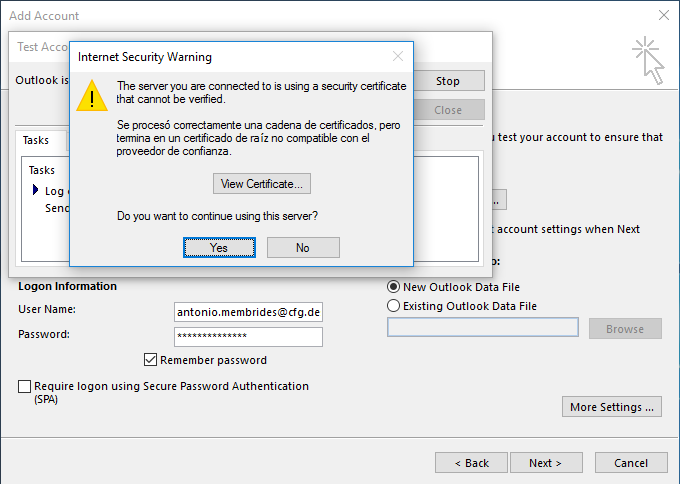 Add Account
Test Acco
Internet Security Warning
Outlook is
The server you are connected to is using a security certificate
that cannot be verified.
Se procesó correctamente una cadena de certificados, pero
termina en un certificado de raíz no compatible con el
proveedor de confianza.
View Certificate...
Do you want to continue using this server?
Yes
No
Stop
Close
Tasks
Tasks
Log o
Send
u test your account to ensure that
...
t account settings when Next
o:
Logon Information
User Name:
antonio.membrides@cfg.de
Password:
*************
Remember password
Require logon using Secure Password Authentication
(SPA)
New Outlook Data File
Existing Outlook Data File
Browse
More Settings ...
< Back
Next >
Cancel